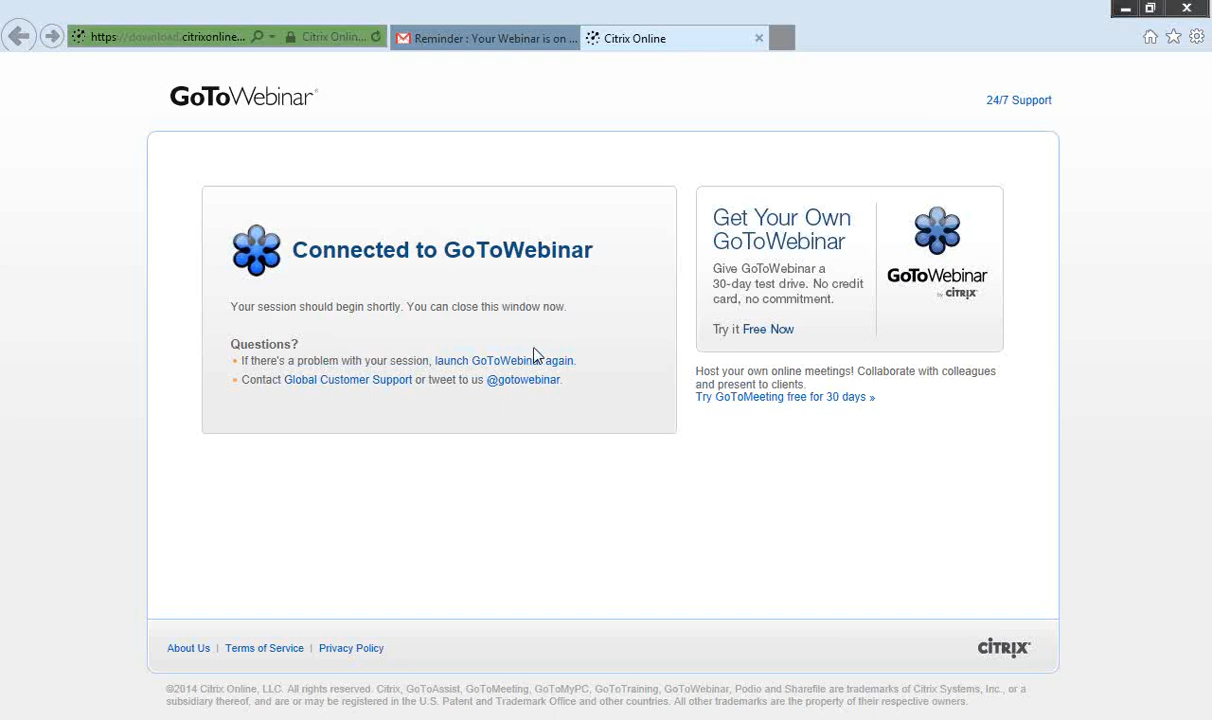 https://download.citrixonline... Citrix Onlin...
Reminder : Your Webinar is on ...
Citrix Online
GoToWebinar
24/7 Support
Connected to GoToWebinar
Your session should begin shortly. You can close this window now.
Questions?
If there's a problem with your session, launch GoToWebinar again.
Contact Global Customer Support or tweet to us @gotowebinar.
Get Your Own
GoToWebinar
Give GoToWebinar a
30-day test drive. No credit
card, no commitment.
Try it Free Now
GoToWebinar
by CITRIX
Host your own online meetings! Collaborate with colleagues
and present to clients.
Try GoToMeeting free for 30 days »
About Us | Terms of Service | Privacy Policy
CITRIX
©2014 Citrix Online, LLC. All rights reserved. Citrix, GoToAssist, GoToMeeting, GoToMyPC, GoToTraining, GoToWebinar, Podio and Sharefile are trademarks of Citrix Systems, Inc., or a
subsidiary thereof, and are or may be registered in the U.S. Patent and Trademark Office and other countries. All other trademarks are the property of their respective owners.